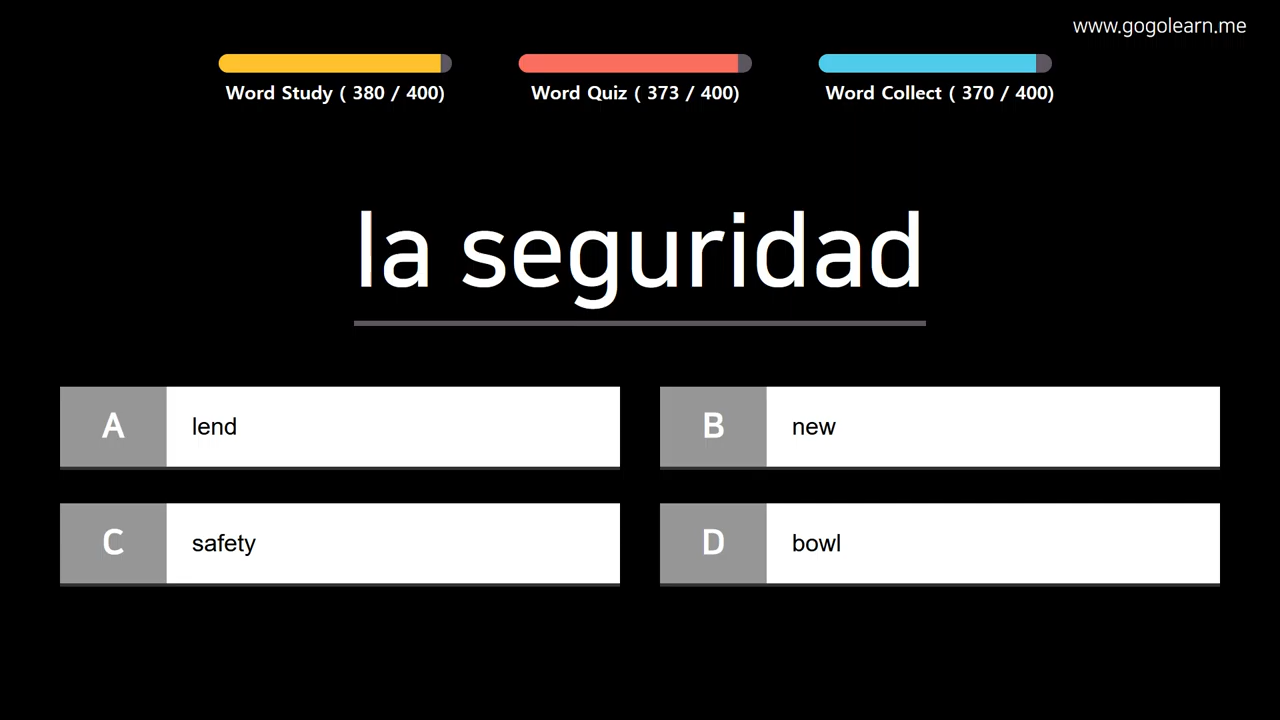 www.gogolearn.me
Word Study ( 380 / 400)
Word Quiz ( 373 / 400)
Word Collect ( 370 / 400)
la seguridad
A lend
B new
C safety
D bowl